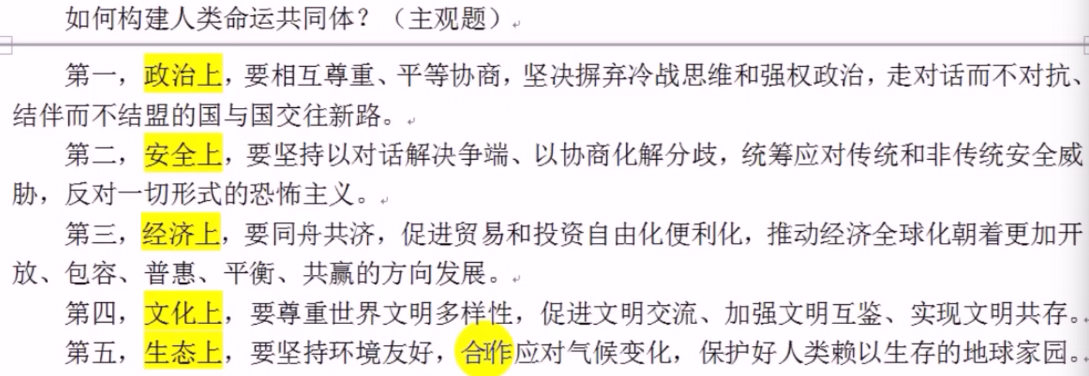 如何构建人类命运共同体？（主观题）
第一，政治上，要相互尊重、平等协商，坚决摒弃冷战思维和强权政治，走对话而不对抗、
结伴而不结盟的国与国交往新路。
第二，安全上，要坚持以对话解决争端、以协商化解分歧，统筹应对传统和非传统安全威
胁，反对一切形式的恐怖主义。
第三，经济上，要同舟共济，促进贸易和投资自由化便利化，推动经济全球化朝着更加开
放、包容、普惠、平衡、共赢的方向发展。
第四，文化上，要尊重世界文明多样性，促进文明交流、加强文明互鉴、实现文明共存。
第五，生态上，要坚持环境友好，合作应对气候变化，保护好人类赖以生存的地球家园。